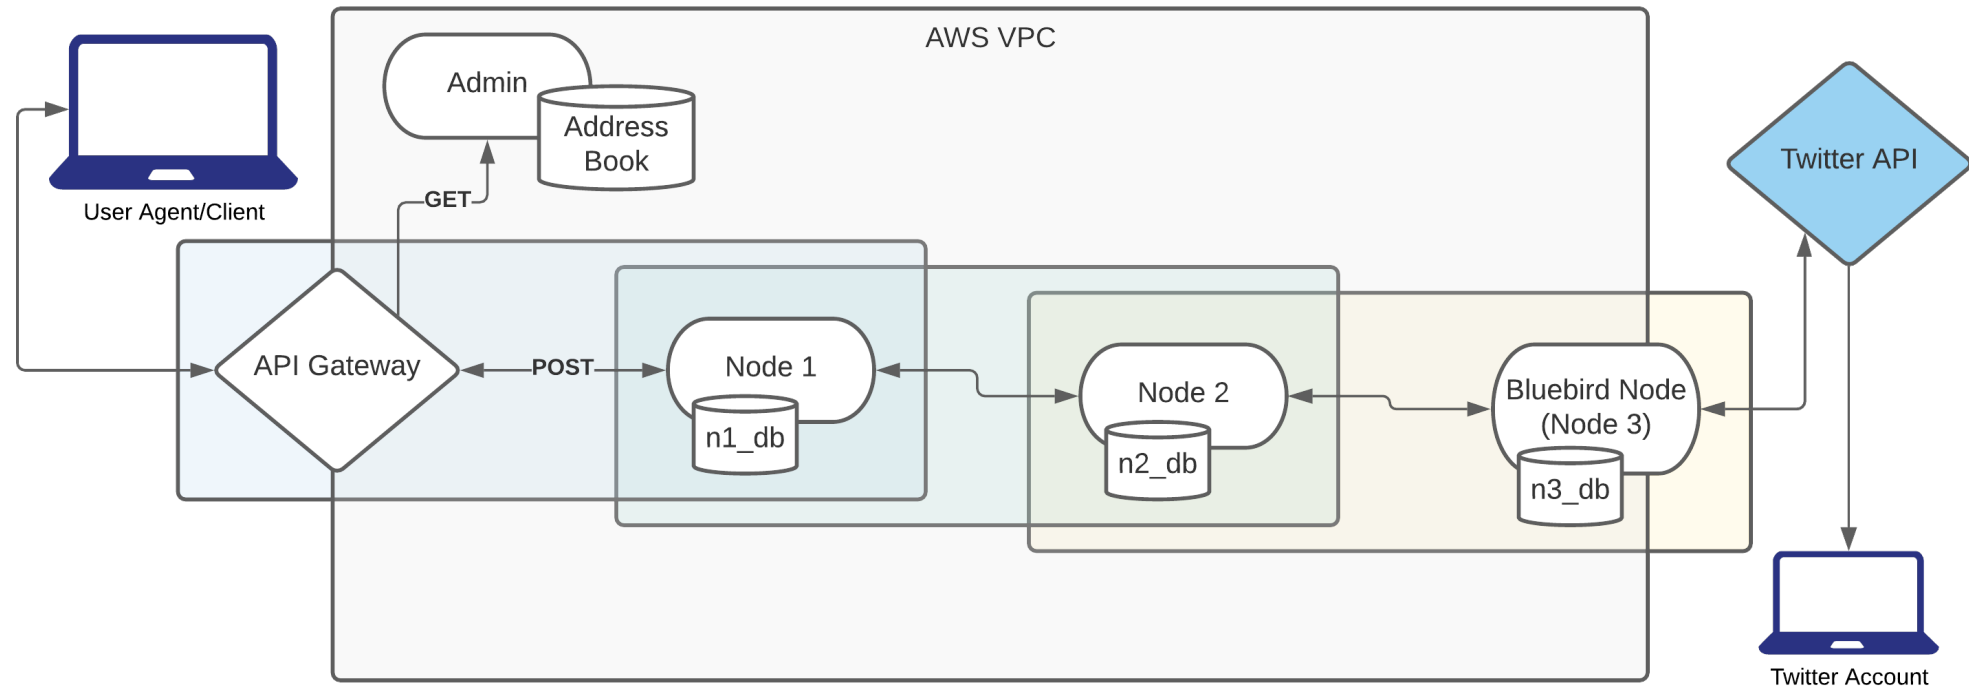 AWS VPC
Admin
Address
Book
Twitter API
User Agent/Client
GET
API Gateway
POST
Node 1
n1_db
Node 2
n2_db
Bluebird Node
(Node 3)
n3_db
Twitter Account